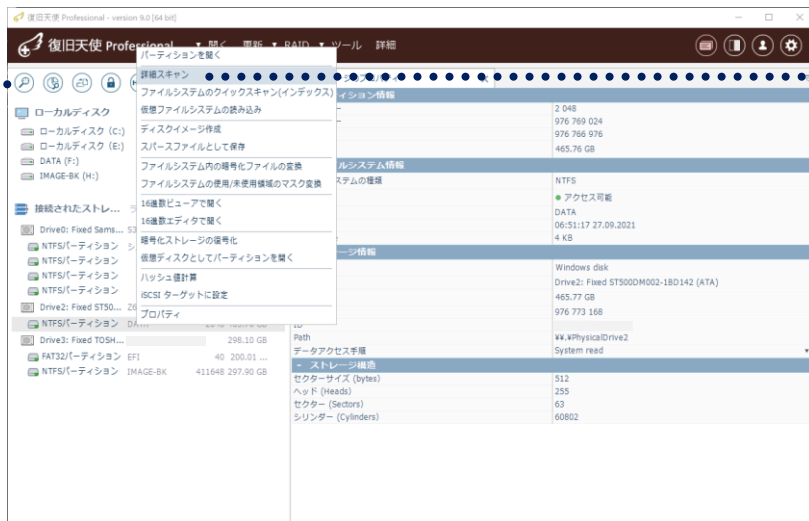 復旧天使 Professional - version 9.0 [64 bit]
復旧天使 Professional ▾ 開く 更新 ▾ RAID ▾ ツール 詳細
パーティションを開く
詳細スキャン
ファイルシステムのクイックスキャン(インデックス)
仮想ファイルシステムの読み込み
ディスクイメージ作成
スパースファイルとして保存
ファイルシステム内の暗号化ファイルの変換
ファイルシステムの使用/未使用領域のマスク変換
16進数ビューアで開く
16進数エディタで開く
暗号化ストレージの復号化
仮想ディスクとしてパーティションを開く
ハッシュ値計算
iSCSI ターゲットに設定
プロパティ
ローカルディスク
ローカルディスク (C:)
ローカルディスク (E:)
DATA (F:)
IMAGE-BK (H:)
接続されたストレ...
Drive0: Fixed Sams... S3
NTFSパーティション
NTFSパーティション
NTFSパーティション
NTFSパーティション
Drive2: Fixed ST50... Z6
NTFSパーティション DATA
Drive3: Fixed TOSH... 298.10 GB
FAT32パーティション EFI 40 200.01 ...
NTFSパーティション IMAGE-BK 411648 297.90 GB
ィション情報
2 048
976 769 024
976 766 976
465.76 GB
ルシステム情報
ステムの種類 NTFS
アクセス可能
DATA
06:51:17 27.09.2021
4 KB
ージ情報
Windows disk
Drive2: Fixed ST500DM002-1BD142 (ATA)
465.77 GB
976 773 168
ID
Path ¥¥.¥PhysicalDrive2
データアクセス手順 System read
- ストレージ構造
セクターサイズ (bytes) 512
ヘッド (Heads) 255
セクター (Sectors) 63
シリンダー (Cylinders) 60802